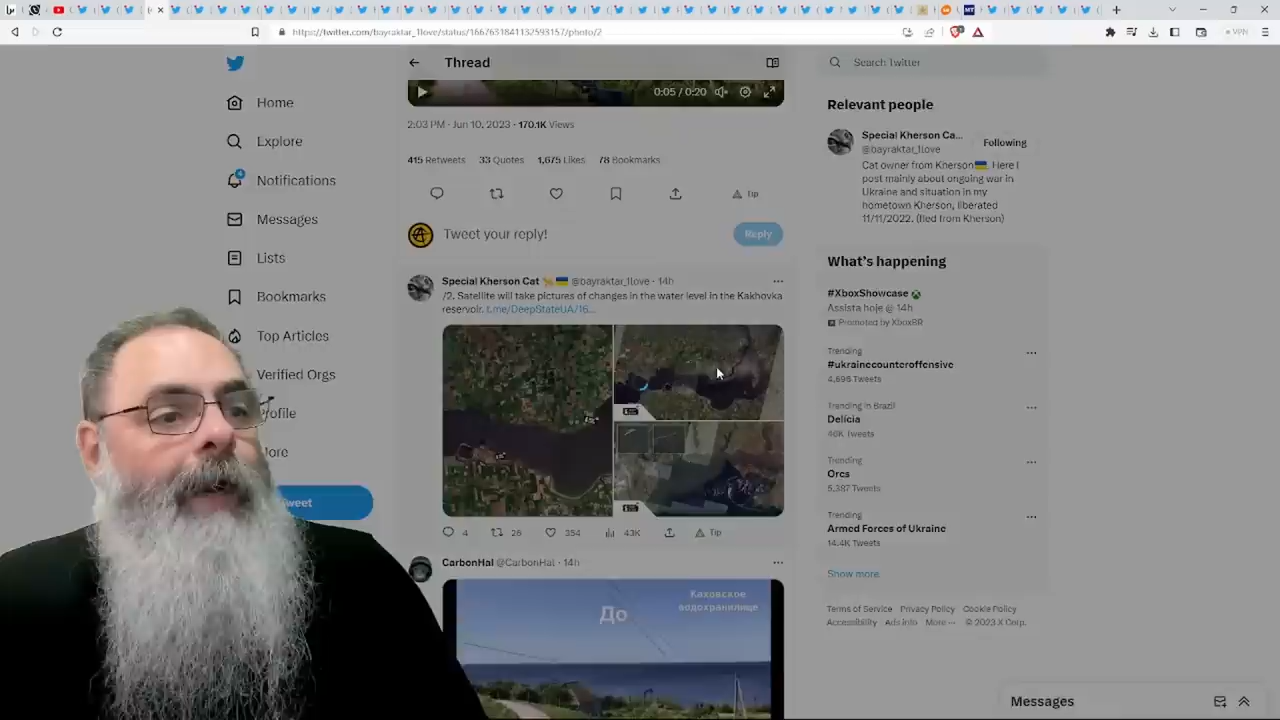 https://twitter.com/bayraktar_1love/status/1667631841132593157/photo/2
VPN
Home
Explore
4
Notifications
Messages
Lists
Bookmarks
Top Articles
Verified Orgs
rofile
ore
weet
Thread
0:05 / 0:20
2:03 PM · Jun 10, 2023 · 170.1K Views
415 Retweets 33 Quotes 1,675 Likes 78 Bookmarks
Tip
Tweet your reply!
Reply
Special Kherson Cat @bayraktar_1love · 14h
/2. Satellite will take pictures of changes in the water level in the Kakhovka
reservoir. t.me/DeepStateUA/16…
4 26 354 43K Tip
CarbonHal @CarbonHal · 14h
До
Каховское
водохранилище
Search Twitter
Relevant people
Special Kherson Ca...
@bayraktar_1love
Following
Cat owner from Kherson. Here I
post mainly about ongoing war in
Ukraine and situation in my
hometown Kherson, liberated
11/11/2022. (fled from Kherson)
What's happening
#XboxShowcase
Assista hoje @ 14h
Promoted by XboxBR
Trending
#ukrainecounteroffensive
4,698 Tweets
Trending in Brazil
Delícia
46K Tweets
Trending
Orcs
5,387 Tweets
Trending
Armed Forces of Ukraine
14.4K Tweets
Show more
Terms of Service Privacy Policy Cookie Policy
Accessibility Ads info More ··· © 2023 X Corp.
Messages